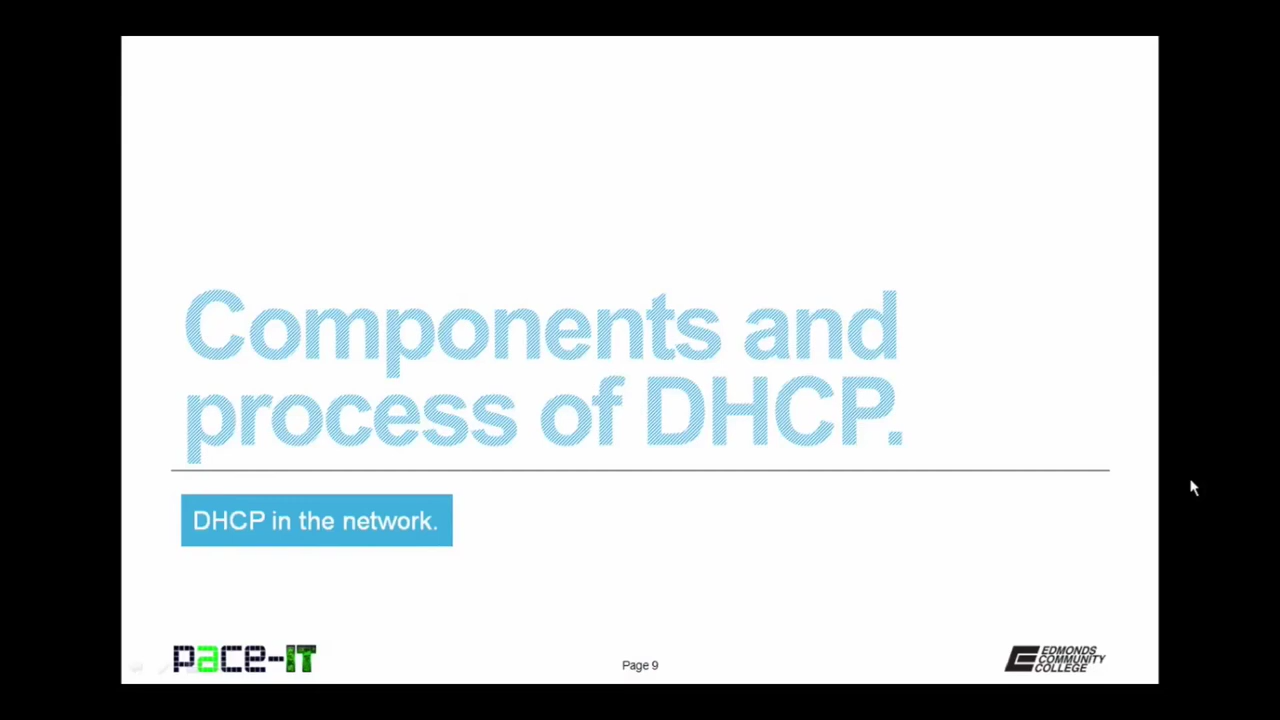 Components and
process of DHCP.
DHCP in the network.
pace-IT
Page 9
EDMONDS
COMMUNITY
COLLEGE